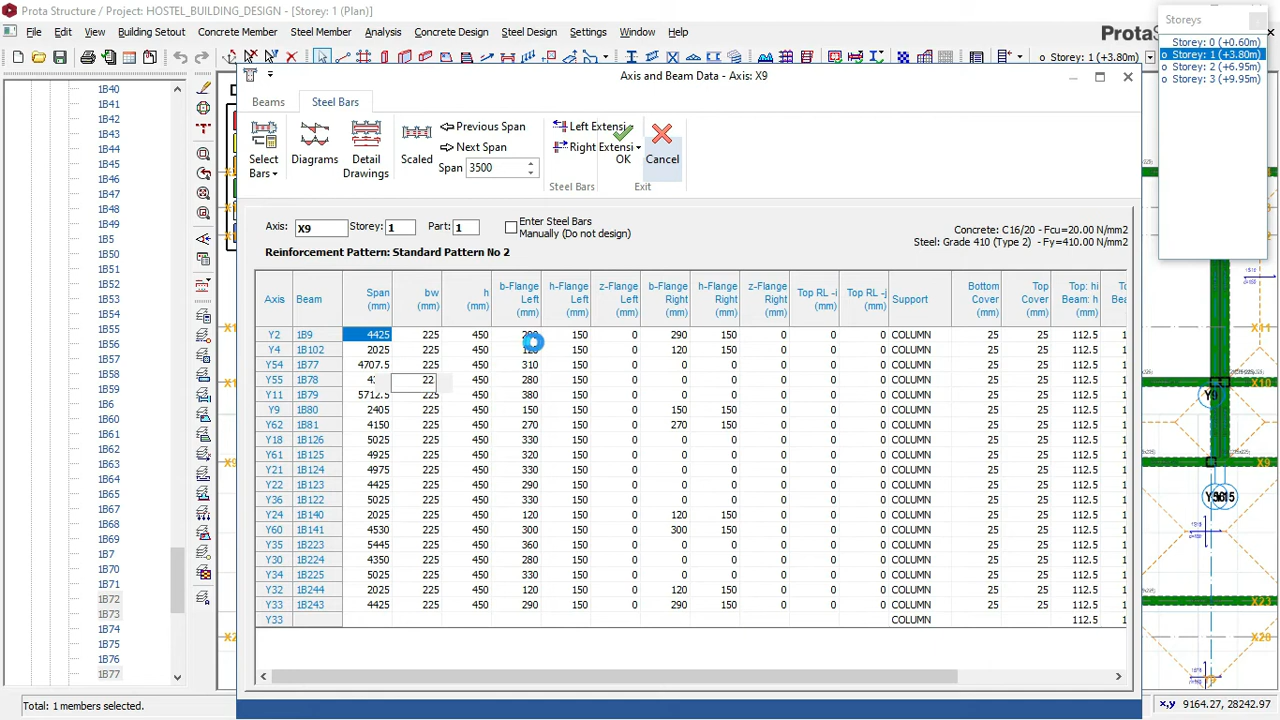 Prota Structure / Project: HOSTEL_BUILDING_DESIGN - [Storey: 1 (Plan)]
File Edit View Building Setout Concrete Member Steel Member Analysis Concrete Design Steel Design Settings Window Help
Storeys
Storey: 0 (+0.60m)
o Storey: 1 (+3.80m)
o Storey: 2 (+6.95m)
o Storey: 3 (+9.95m)
o Storey: 1 (+3.80m)
Axis and Beam Data - Axis: X9
Beams Steel Bars
Select Bars
Diagrams
Detail Drawings
Scaled
Previous Span
Next Span
Span 3500
Left Extensi
Right Extensi
Steel Bars
OK
Cancel
Exit
Axis: X9 Storey: 1 Part: 1
Enter Steel Bars
Manually (Do not design)
Concrete: C16/20 - Fcu=20.00 N/mm2
Steel: Grade 410 (Type 2) - Fy=410.00 N/mm2
Reinforcement Pattern: Standard Pattern No 2
Axis Beam Span (mm) bw (mm) h (mm) b-Flange Left (mm) h-Flange Left (mm) z-Flange Left (mm) b-Flange Right (mm) h-Flange Right (mm) z-Flange Right (mm) Top RL -i (mm) Top RL -j (mm) Support Bottom Cover (mm) Top Cover (mm) Top: hi Beam: hi (mm)
Y2 1B9 4425 225 450 150 0 290 150 0 0 0 COLUMN 25 25 112.5
Y4 1B102 2025 225 450 150 0 120 150 0 0 0 COLUMN 25 25 112.5
Y54 1B77 4707.5 225 450 310 150 0 0 150 0 0 0 COLUMN 25 25 112.5
Y55 1B78 22 450 280 150 0 0 150 0 0 0 COLUMN 25 25 112.5
Y11 1B79 5712.5 225 450 380 150 0 0 150 0 0 0 COLUMN 25 25 112.5
Y9 1B80 2405 225 450 150 150 0 150 150 0 0 0 COLUMN 25 25 112.5
Y62 1B81 4150 225 450 270 150 0 270 150 0 0 0 COLUMN 25 25 112.5
Y18 1B126 5025 225 450 330 150 0 0 150 0 0 0 COLUMN 25 25 112.5
Y61 1B125 4925 225 450 320 150 0 0 150 0 0 0 COLUMN 25 25 112.5
Y21 1B124 4975 225 450 330 150 0 0 150 0 0 0 COLUMN 25 25 112.5
Y22 1B123 4425 225 450 290 150 0 0 150 0 0 0 COLUMN 25 25 112.5
Y36 1B122 5025 225 450 330 150 0 0 150 0 0 0 COLUMN 25 25 112.5
Y24 1B140 2025 225 450 120 150 0 120 150 0 0 0 COLUMN 25 25 112.5
Y60 1B141 4530 225 450 300 150 0 300 150 0 0 0 COLUMN 25 25 112.5
Y35 1B223 5445 225 450 360 150 0 0 150 0 0 0 COLUMN 25 25 112.5
Y30 1B224 4350 225 450 280 150 0 0 150 0 0 0 COLUMN 25 25 112.5
Y34 1B225 5025 225 450 330 150 0 0 150 0 0 0 COLUMN 25 25 112.5
Y32 1B244 2025 225 450 120 150 0 120 150 0 0 0 COLUMN 25 25 112.5
Y33 1B243 4425 225 450 290 150 0 290 150 0 0 0 COLUMN 25 25 112.5
Y33 COLUMN 112.5
1B40
1B41
1B42
1B43
1B44
1B45
1B46
1B47
1B48
1B49
1B5
1B50
1B51
1B52
1B53
1B54
1B55
1B56
1B57
1B58
1B59
1B6
1B60
1B61
1B62
1B63
1B64
1B65
1B66
1B67
1B68
1B69
1B7
1B70
1B71
1B72
1B73
1B74
1B75
1B76
1B77
X10
Y9
X9
X23
X20
Total: 1 members selected.
x,y 9164.27, 28242.97